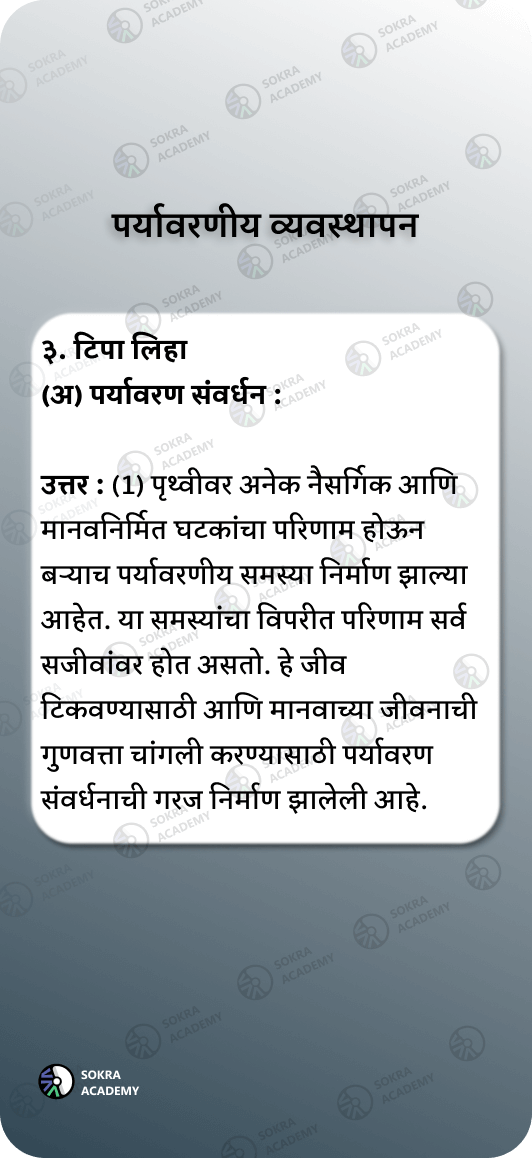 पर्यावरणीय व्यवस्थापन
३. टिपा लिहा
(अ) पर्यावरण संवर्धन :
उत्तर : (1) पृथ्वीवर अनेक नैसर्गिक आणि
मानवनिर्मित घटकांचा परिणाम होऊन
बऱ्याच पर्यावरणीय समस्या निर्माण झाल्या
आहेत. या समस्यांचा विपरीत परिणाम सर्व
सजीवांवर होत असतो. हे जीव
टिकवण्यासाठी आणि मानवाच्या जीवनाची
गुणवत्ता चांगली करण्यासाठी पर्यावरण
संवर्धनाची गरज निर्माण झालेली आहे.
SOKRA
ACADEMY